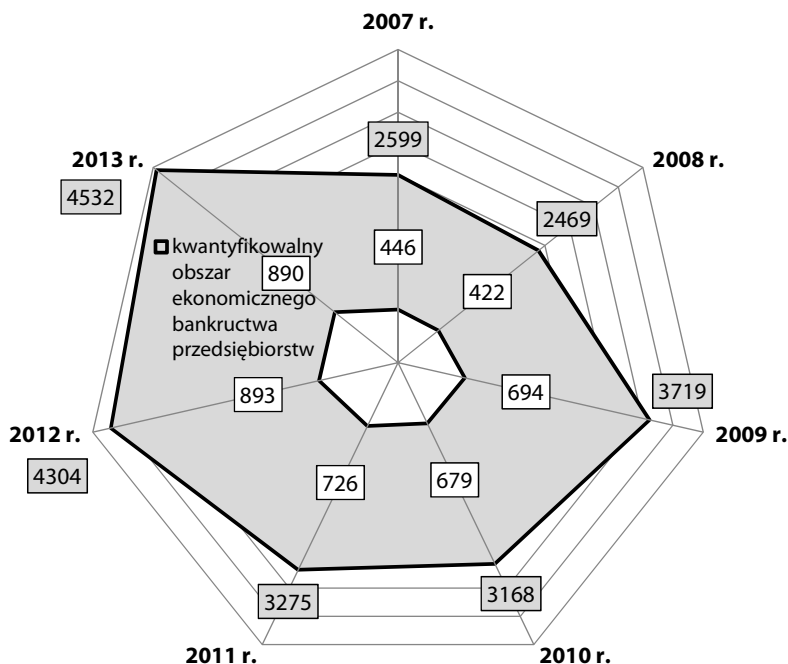 2007 r.
2599
2013 r.
2008 r.
4532
2469
446
kwantyfikowalny
obszar
ekonomicznego
bankructwa
przedsiębiorstw
890
422
3719
694
893
2012 r.
2009 r.
4304
726
679
3275
3168
2011 r.
2010 r.